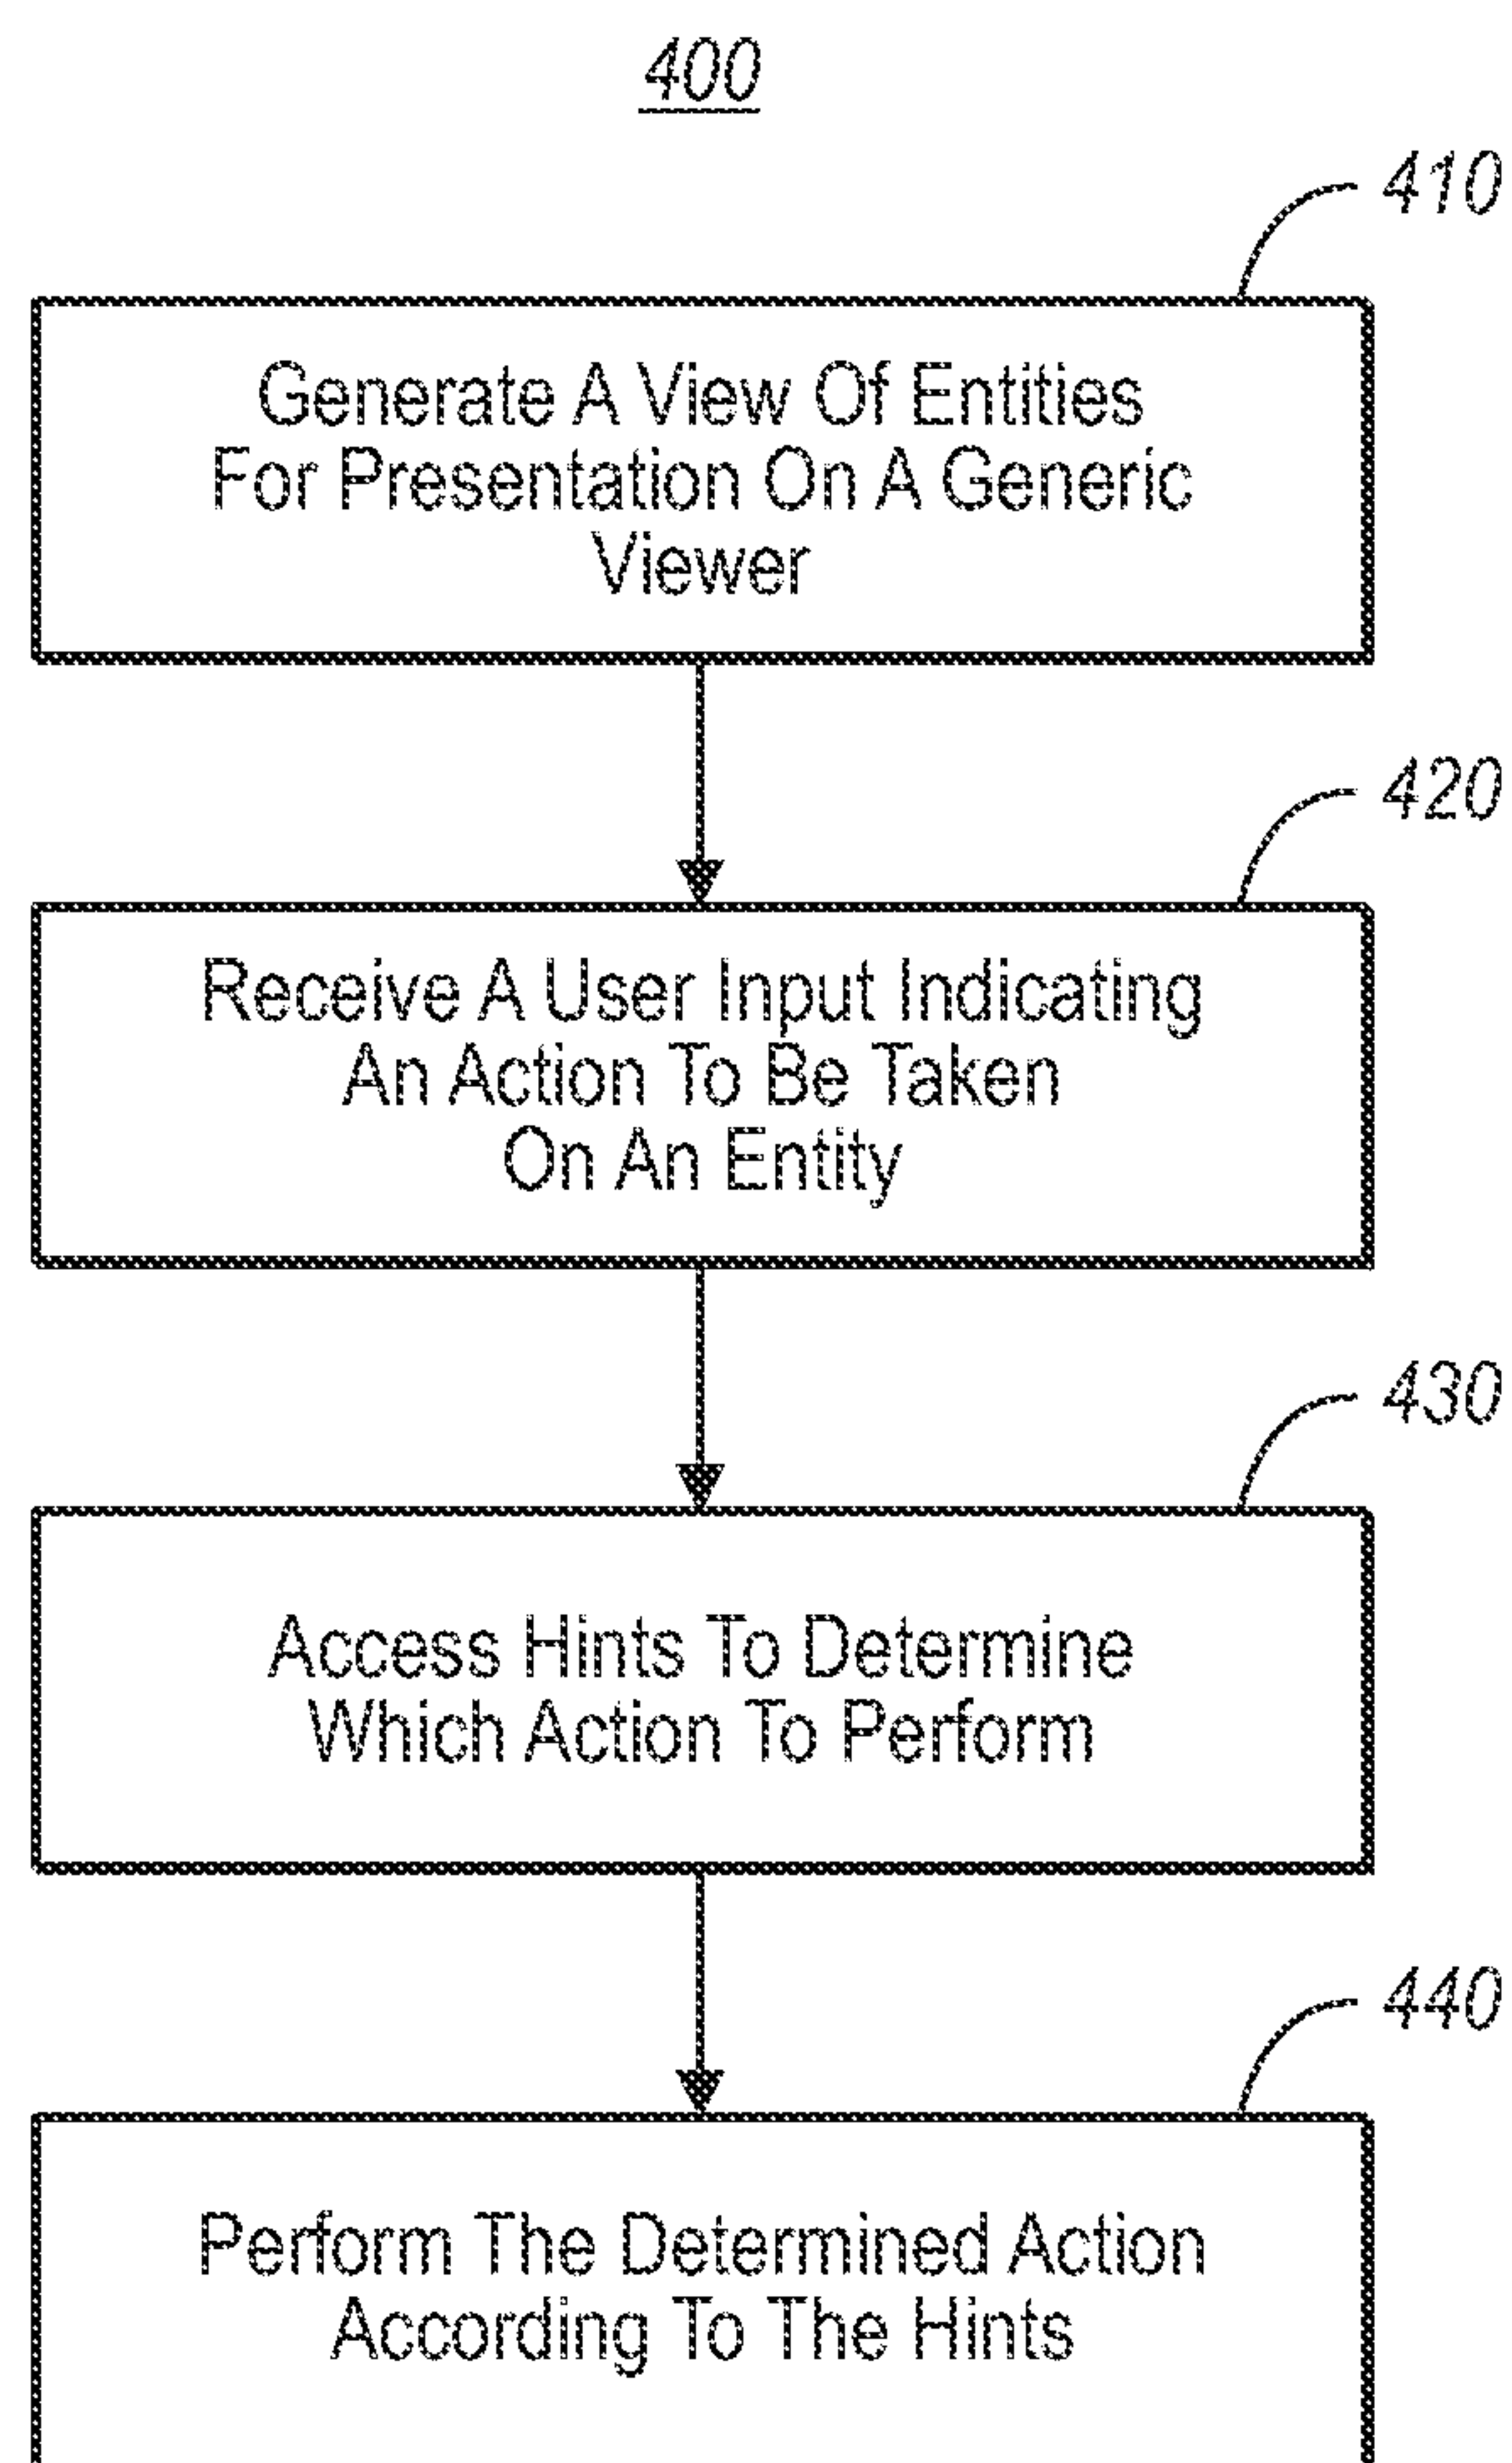 400
410
Generate A View Of Entities
For Presentation On A Generic
Viewer
420
Receive A User Input Indicating
An Action To Be Taken
On An Entity
430
Access Hints To Determine
Which Action To Perform
440
Perform The Determined Action
According To The Hints